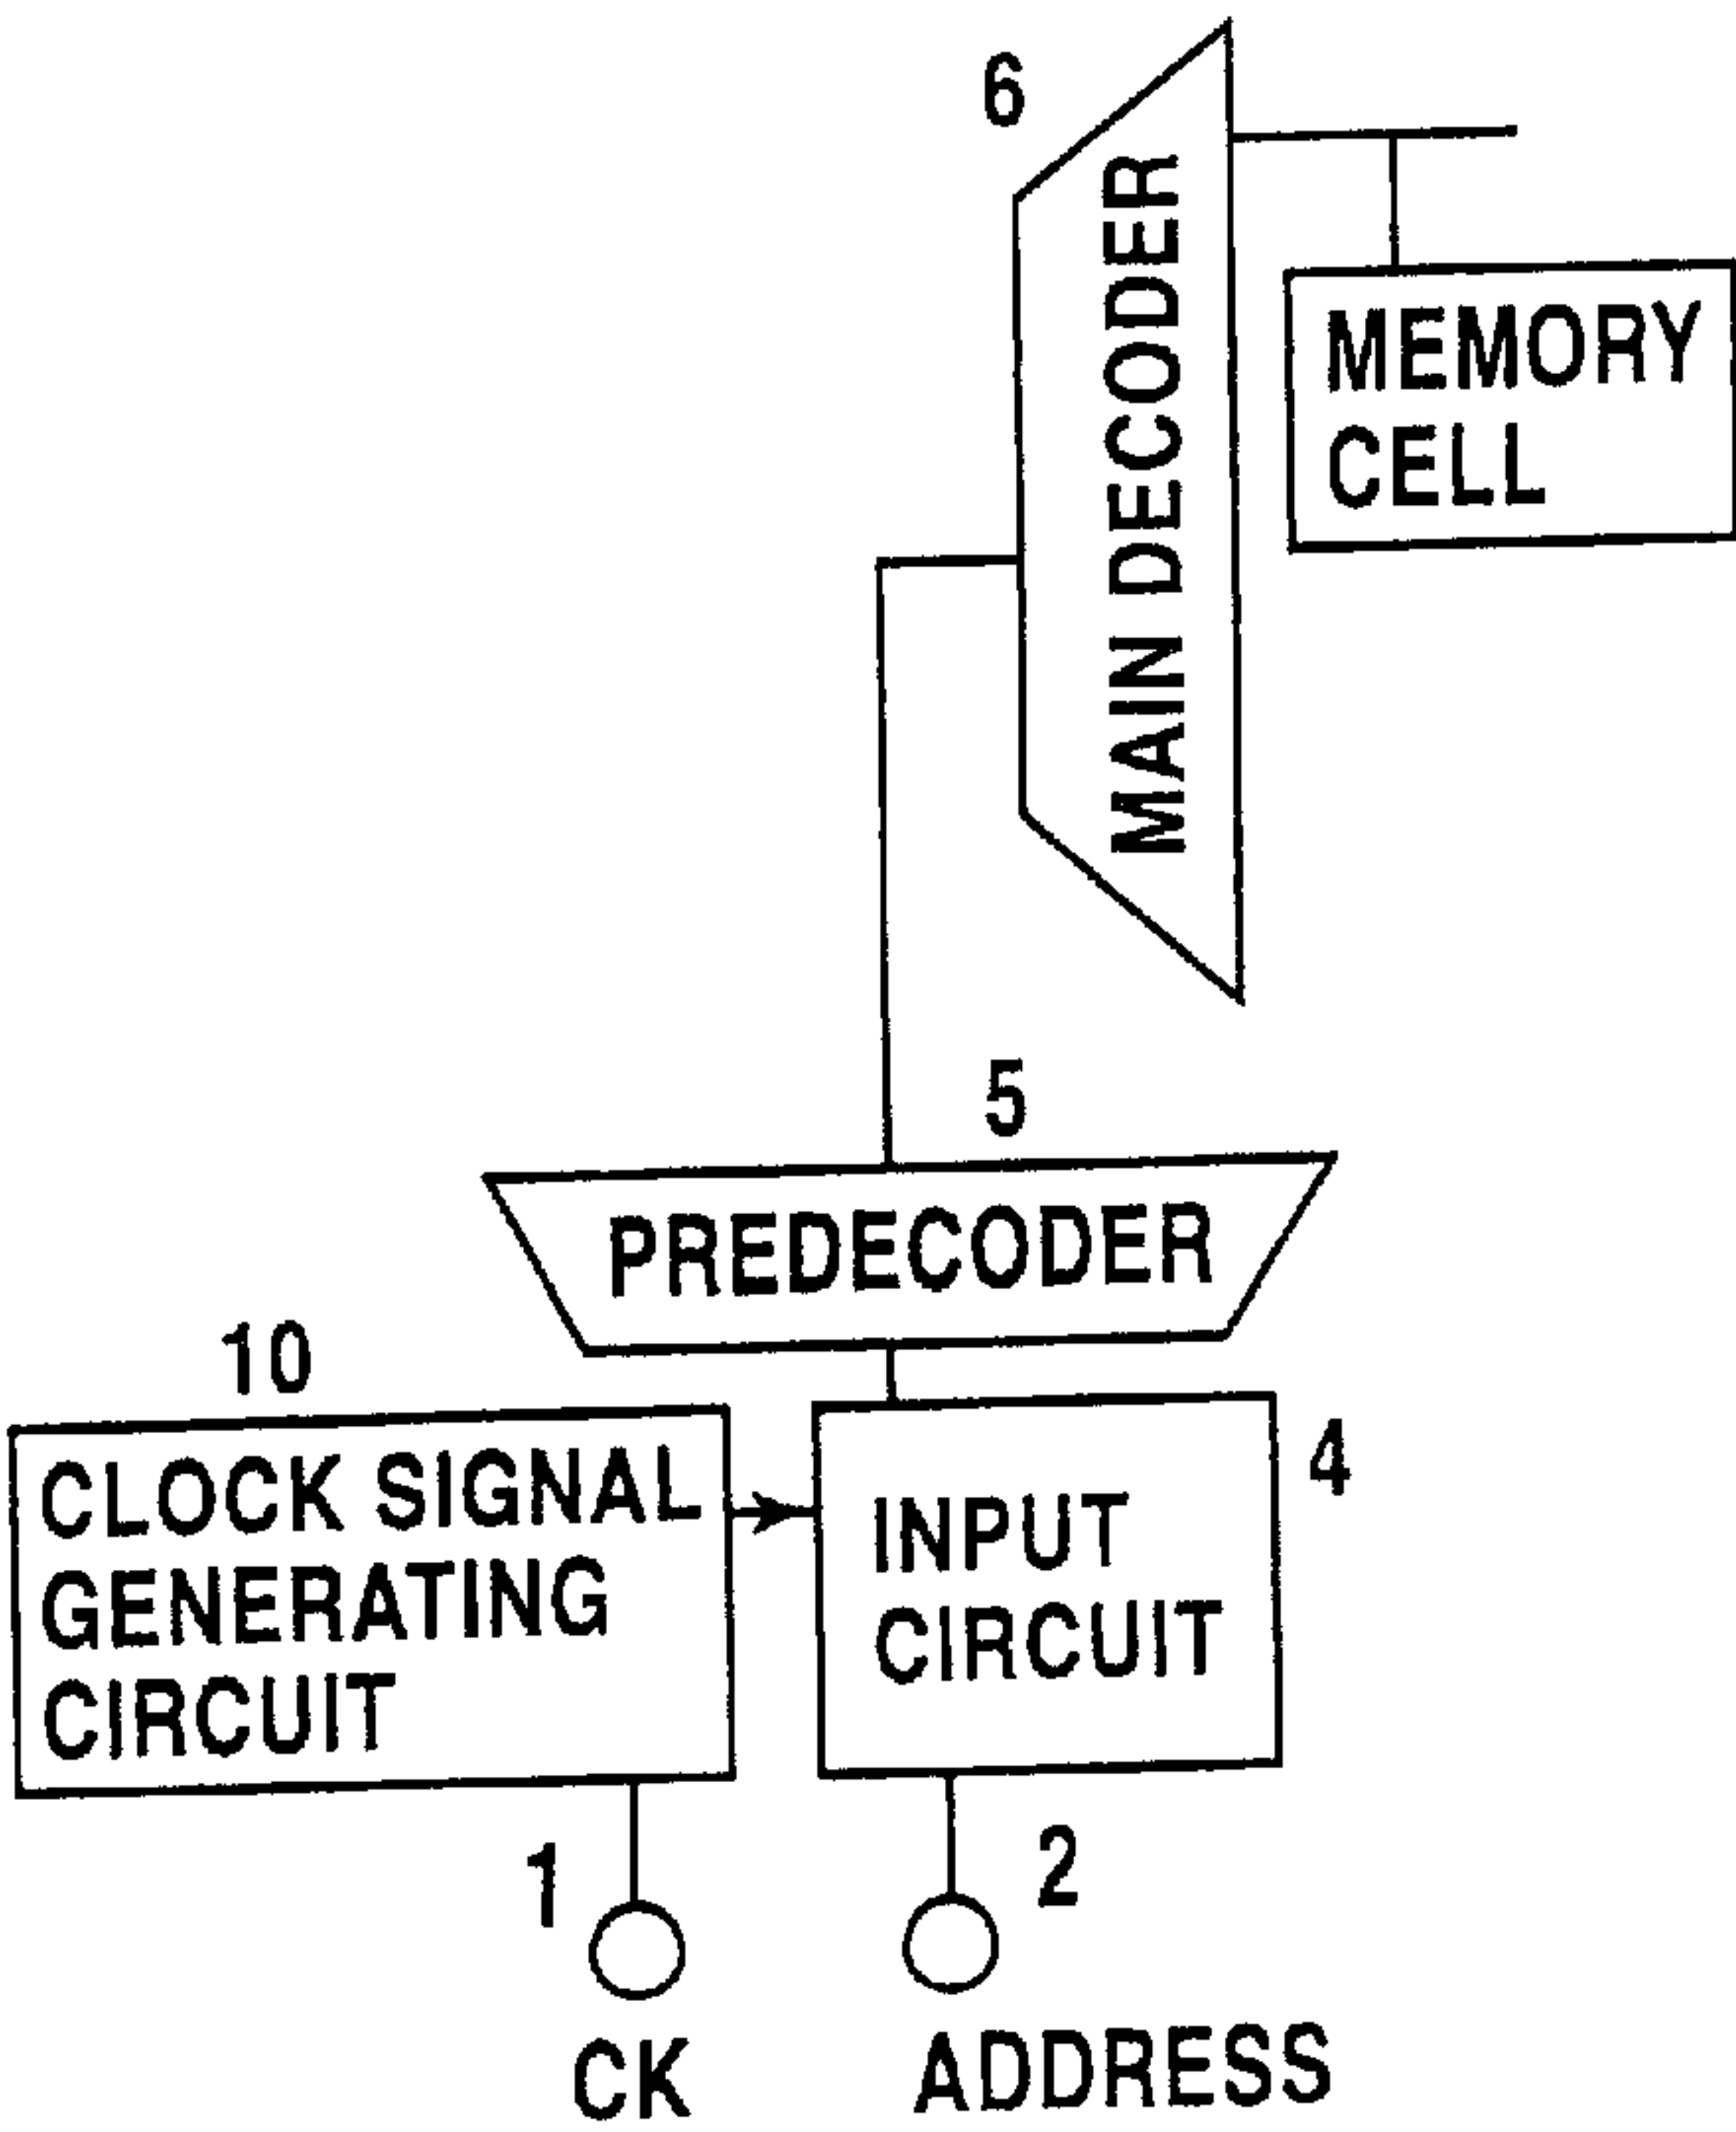 6
MAIN DECODER
MEMORY
CELL
5
PREDECODER
10
CLOCK SIGNAL
GENERATING
CIRCUIT
4
INPUT
CIRCUIT
1
2
CK
ADDRESS